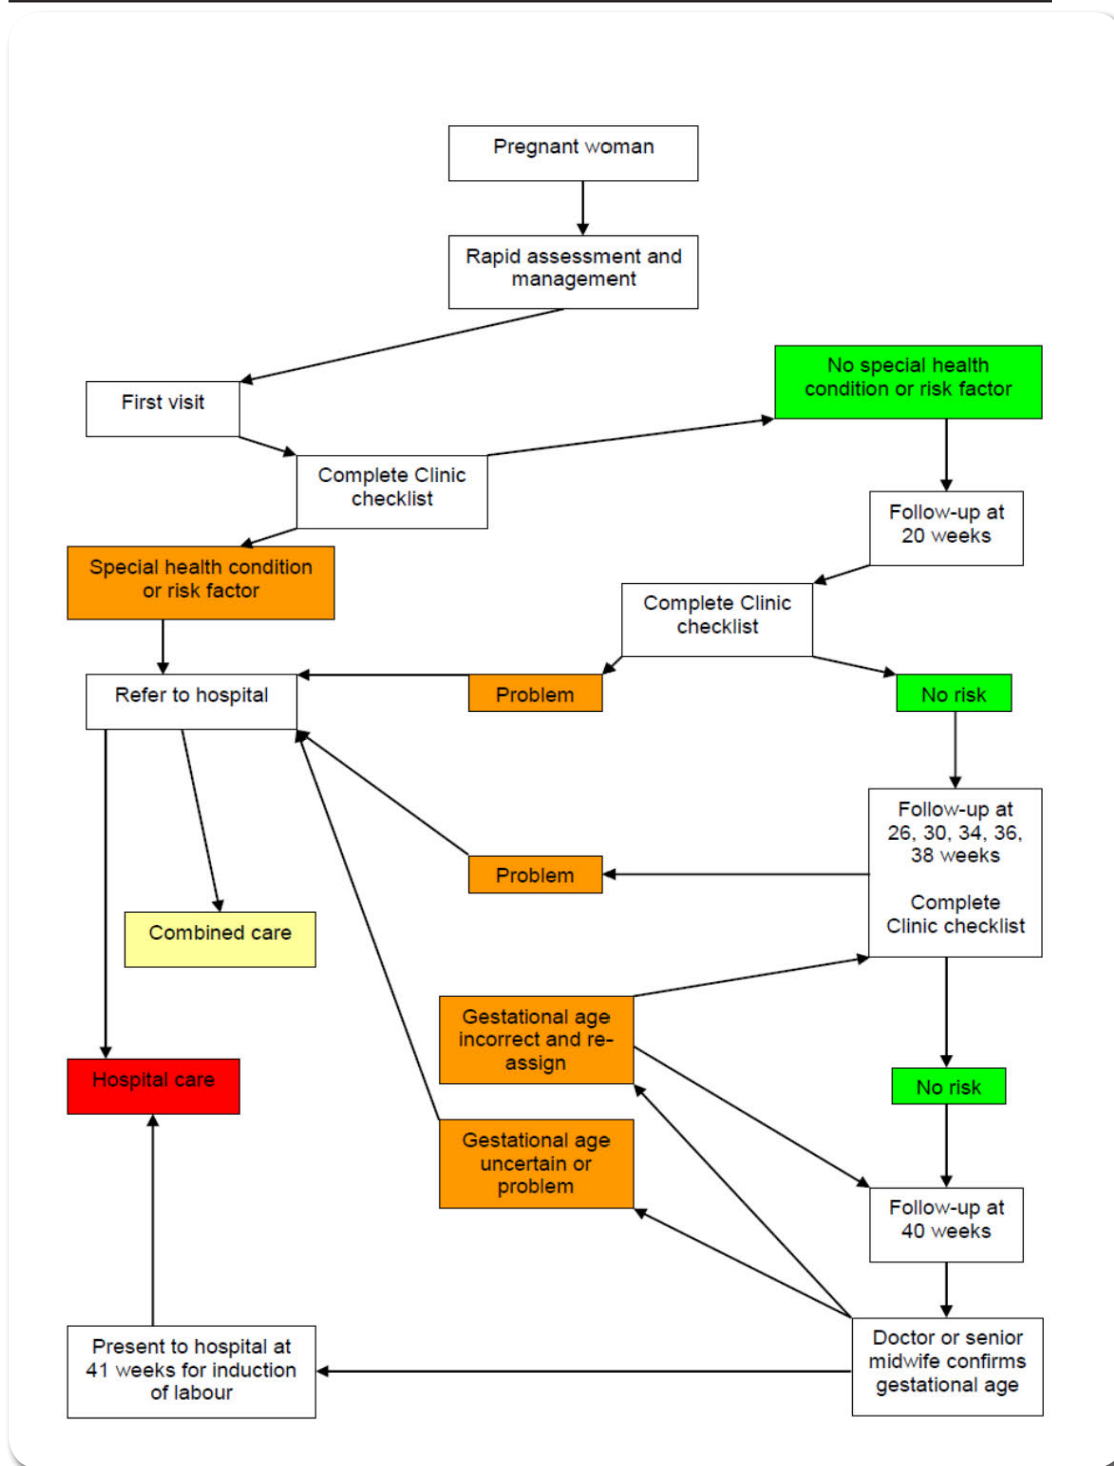 Pregnant woman
Rapid assessment and
management
No special health
condition or risk factor
First visit
Complete Clinic
checklist
Follow-up at
20 weeks
Special health condition
or risk factor
Complete Clinic
checklist
Refer to hospital
Problem
No risk
Follow-up at
26, 30, 34, 36,
38 weeks
Complete
Clinic checklist
Problem
Combined care
Gestational age
incorrect and re-
assign
Hospital care
No risk
Gestational age
uncertain or
problem
Follow-up at
40 weeks
Doctor or senior
midwife confirms
gestational age
Present to hospital at
41 weeks for induction
of labour